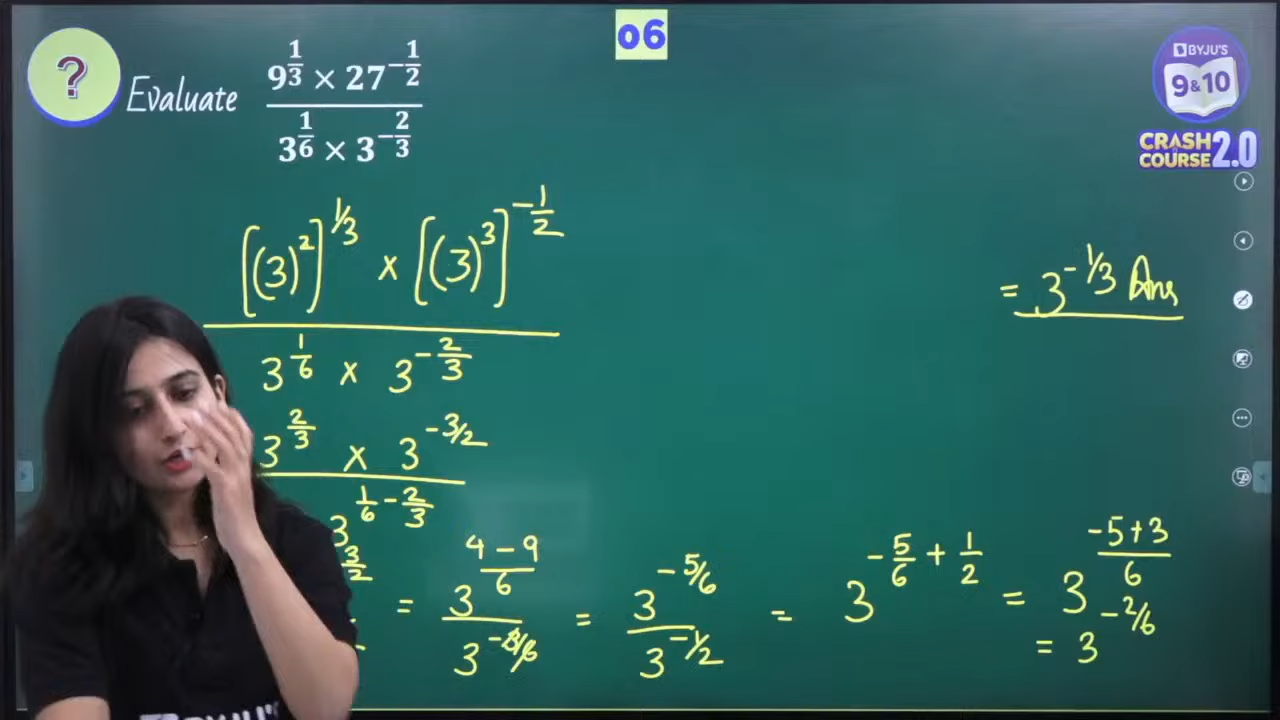 06
?
Evaluate 9^{1/3} × 27^{-1/2} / 3^{1/6} × 3^{-2/3}
BYJU'S
9&10
CRASH
COURSE 2.0
[(3)^2]^{1/3} × [(3)^3]^{-1/2}
3^{1/6} × 3^{-2/3}
= 3^{-1/3} Ans
3^{2/3} × 3^{-3/2}
3^{1/6 - 2/3}
3/2
= 3^{(4-9)/6} / = 3^{-5/6} / 3^{-1/2} = 3^{-5/6 + 1/2} = 3^{(-5+3)/6}
= 3^{-2/6}
BYJU'S